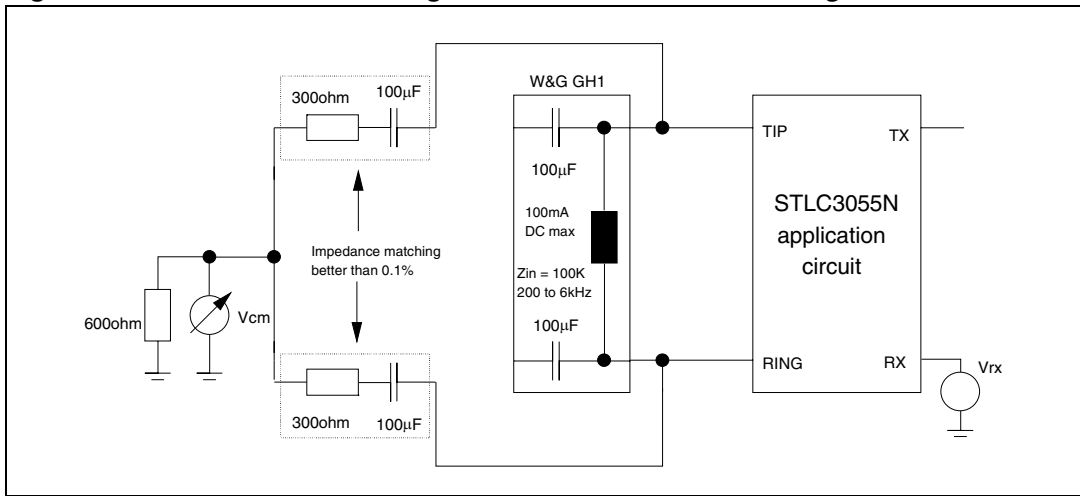 W&G GH1
300ohm
100μF
TIP
TX
100μF
STLC3055N
application
circuit
100mA
DC max
Impedance matching
better than 0.1%
Zin = 100K
200 to 6kHz
600ohm
Vcm
100μF
RING
RX
Vrx
300ohm
100μF